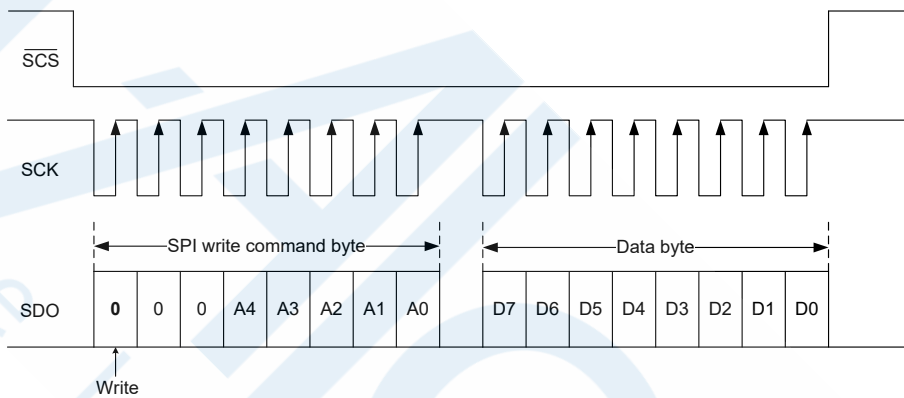 SCS
SCK
SPI write command byte
Data byte
SDO
0 0 0 A4 A3 A2 A1 A0 D7 D6 D5 D4 D3 D2 D1 D0
Write